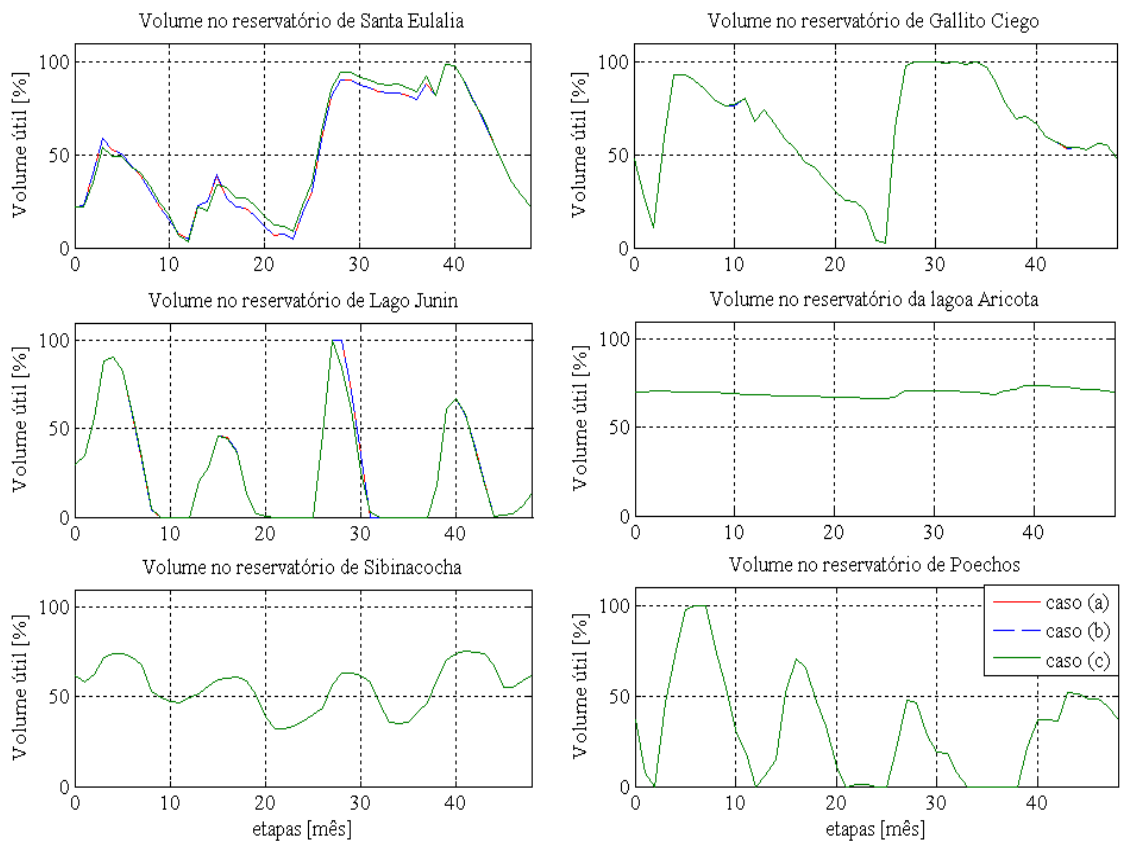 Volume no reservatório de Santa Eulalia
Volume útil [%]
100
50
0
0 10 20 30 40
Volume no reservatório de Gallito Ciego
Volume útil [%]
100
50
0
0 10 20 30 40
Volume no reservatório de Lago Junin
Volume útil [%]
100
50
0
0 10 20 30 40
Volume no reservatório da lagoa Aricota
Volume útil [%]
100
50
0
0 10 20 30 40
Volume no reservatório de Sibinacocha
Volume útil [%]
100
50
0
0 10 20 30 40
etapas [mês]
Volume no reservatório de Poechos
Volume útil [%]
100
50
0
0 10 20 30 40
etapas [mês]
caso (a)
caso (b)
caso (c)